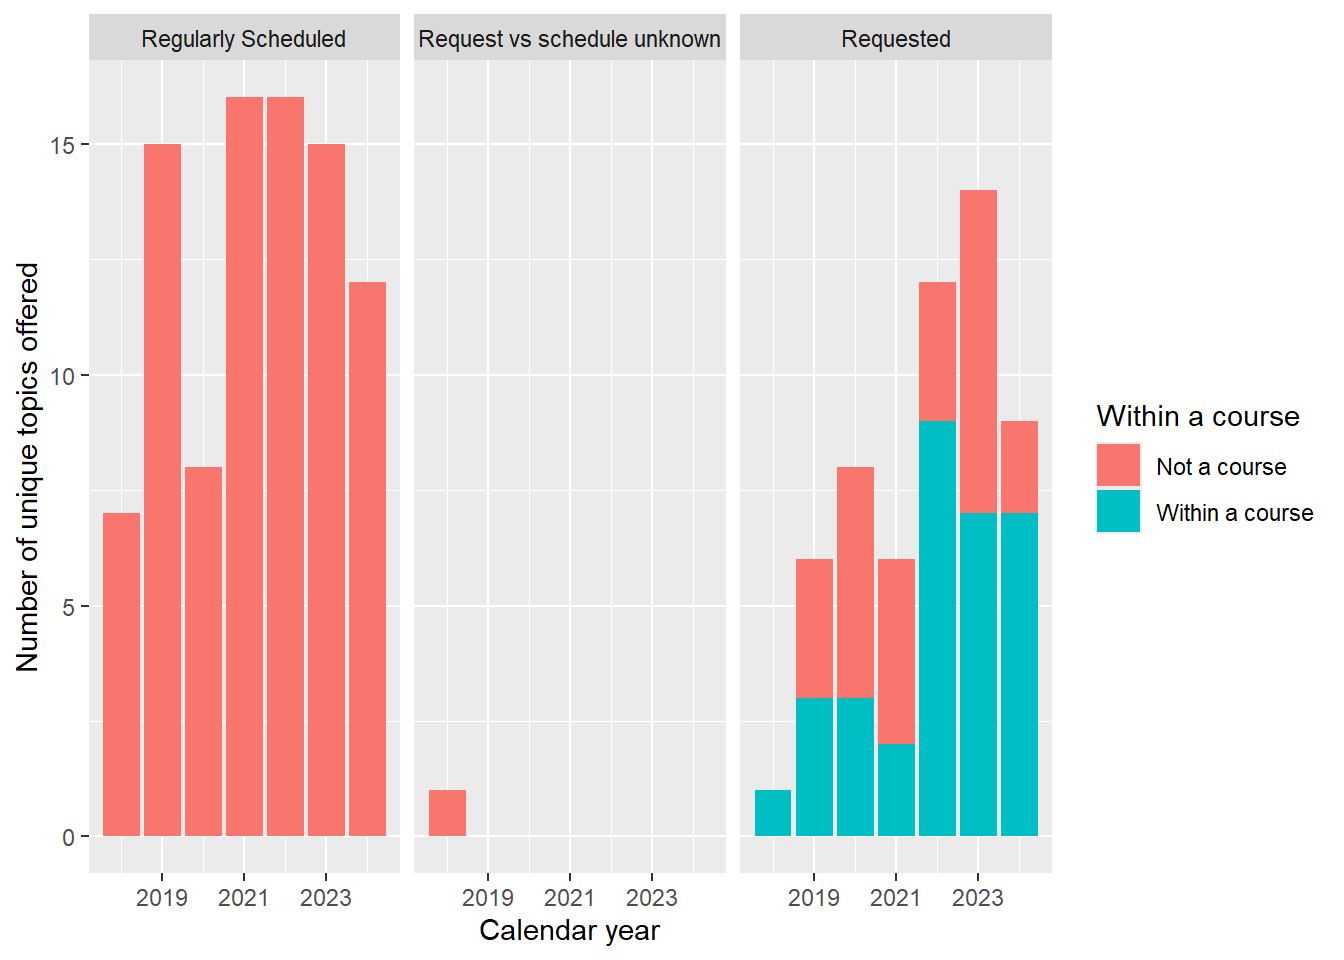 Regularly Scheduled
Request vs schedule unknown
Requested
Number of unique topics offered
15
10
5
0
2019 2021 2023
2019 2021 2023
2019 2021 2023
Calendar year
Within a course
Not a course
Within a course